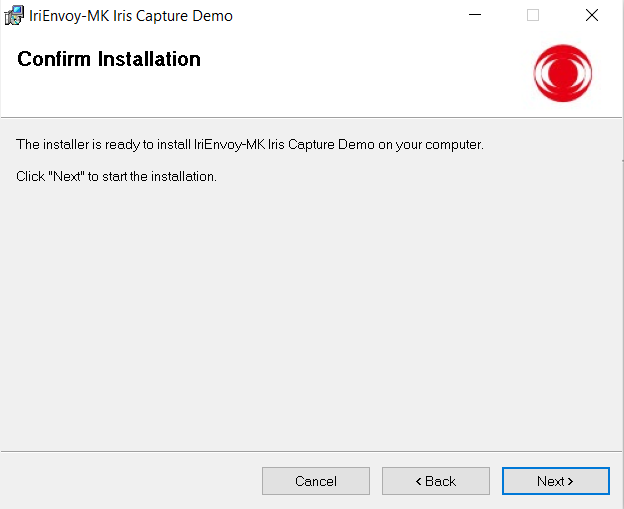 IriEnvoy-MK Iris Capture Demo
Confirm Installation
The installer is ready to install IriEnvoy-MK Iris Capture Demo on your computer.
Click "Next" to start the installation.
Cancel
< Back
Next >